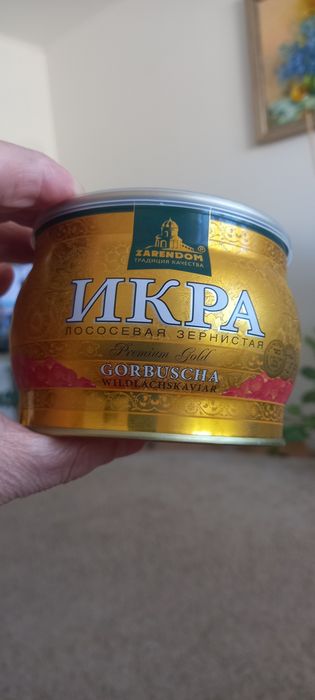 ZARENDOM®
ТРАДИЦИЯ КАЧЕСТВА
ИКРА
ЛОСОСЕВАЯ ЗЕРНИСТАЯ
Premium Gold
GORBUSCHA
WILDLACHSKAVIAR